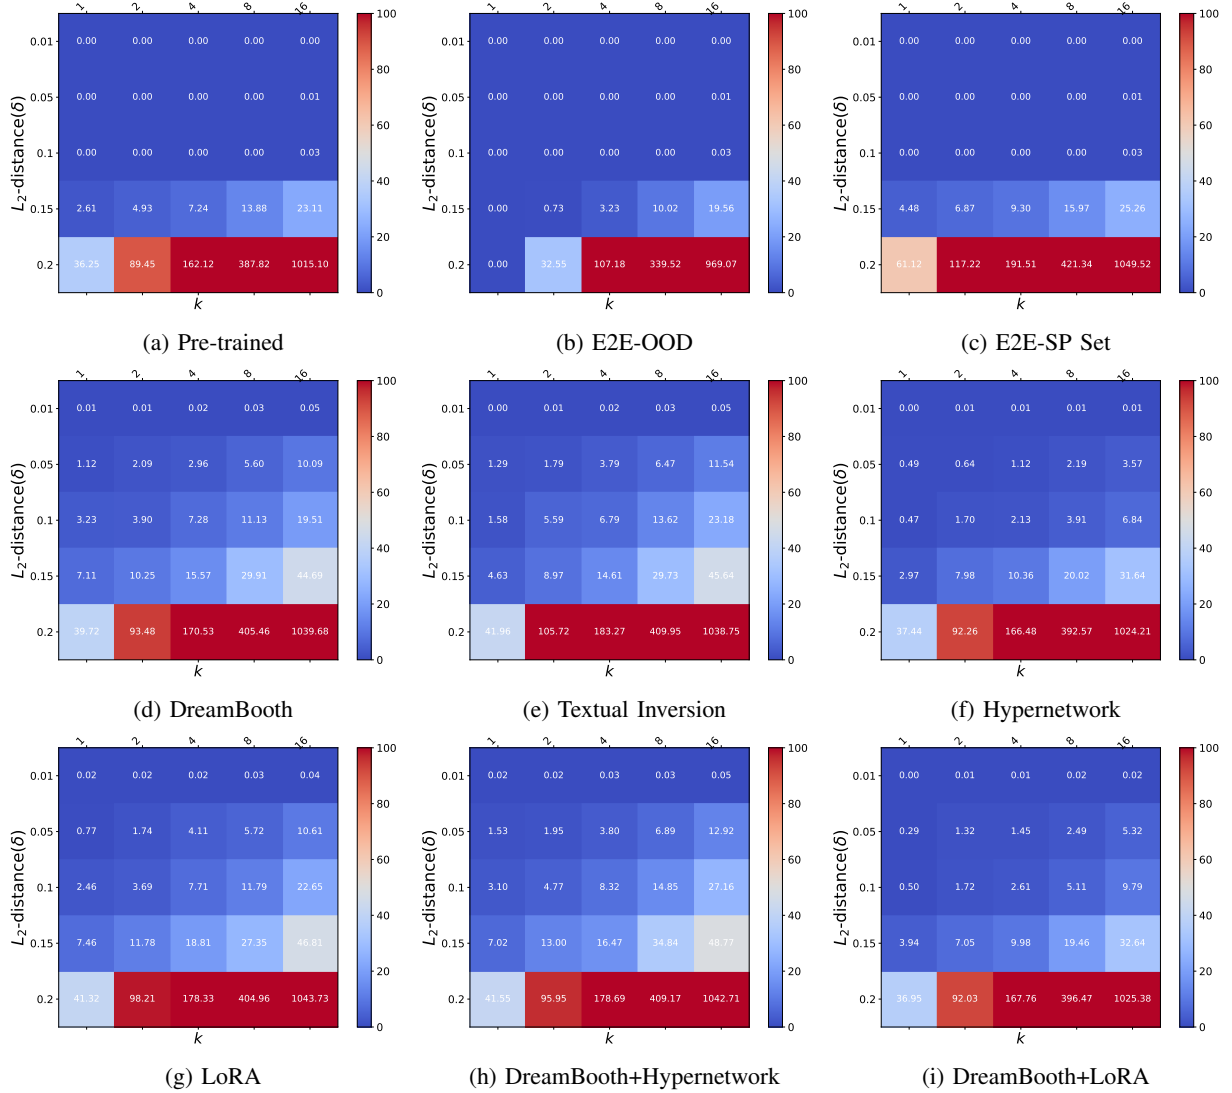 1 2 4 8 16 100
1 2 4 8 16 100
1 2 4 8 16 100
0.01 0.00 0.00 0.00 0.00 0.00
0.01 0.00 0.00 0.00 0.00 0.00
0.01 0.00 0.00 0.00 0.00 0.00
80
80
80
0.05 0.00 0.00 0.00 0.00 0.01
0.05 0.00 0.00 0.00 0.00 0.01
0.05 0.00 0.00 0.00 0.00 0.01
60
60
60
L₂-distance(δ)
L₂-distance(δ)
L₂-distance(δ)
0.1 0.00 0.00 0.00 0.00 0.03
0.1 0.00 0.00 0.00 0.00 0.03
0.1 0.00 0.00 0.00 0.00 0.03
40
40
40
0.15 2.61 4.93 7.24 13.88 23.11
0.15 0.00 0.73 3.23 10.02 19.56
0.15 4.48 6.87 9.30 15.97 25.26
20
20
20
0.2 36.25 89.45 162.12 387.82 1015.10
0.2 0.00 32.55 107.18 339.52 969.07
0.2 61.12 117.22 191.51 421.34 1049.52
0
0
0
k
k
k
(a) Pre-trained
(b) E2E-OOD
(c) E2E-SP Set
1 2 4 8 16 100
1 2 4 8 16 100
1 2 4 8 16 100
0.01 0.01 0.01 0.02 0.03 0.05
0.01 0.00 0.01 0.02 0.03 0.05
0.01 0.00 0.01 0.01 0.01 0.01
80
80
80
0.05 1.12 2.09 2.96 5.60 10.09
0.05 1.29 1.79 3.79 6.47 11.54
0.05 0.49 0.64 1.12 2.19 3.57
60
60
60
L₂-distance(δ)
L₂-distance(δ)
L₂-distance(δ)
0.1 3.23 3.90 7.28 11.13 19.51
0.1 1.58 5.59 6.79 13.62 23.18
0.1 0.47 1.70 2.13 3.91 6.84
40
40
40
0.15 7.11 10.25 15.57 29.91 44.69
0.15 4.63 8.97 14.61 29.73 45.64
0.15 2.97 7.98 10.36 20.02 31.64
20
20
20
0.2 39.72 93.48 170.53 405.46 1039.68
0.2 41.96 105.72 183.27 409.95 1038.75
0.2 37.44 92.26 166.48 392.57 1024.21
0
0
0
k
k
k
(d) DreamBooth
(e) Textual Inversion
(f) Hypernetwork
1 2 4 8 16 100
1 2 4 8 16 100
1 2 4 8 16 100
0.01 0.02 0.02 0.02 0.03 0.04
0.01 0.02 0.02 0.02 0.03 0.05
0.01 0.00 0.01 0.01 0.02 0.02
80
80
80
0.05 0.77 1.74 4.11 5.72 10.61
0.05 1.53 1.95 3.80 6.89 12.92
0.05 0.29 1.32 1.45 2.49 5.32
60
60
60
L₂-distance(δ)
L₂-distance(δ)
L₂-distance(δ)
0.1 2.46 3.69 7.71 11.79 22.65
0.1 3.10 4.77 8.32 14.85 27.16
0.1 0.50 1.72 2.61 5.11 9.79
40
40
40
0.15 7.46 11.78 18.81 27.35 46.81
0.15 7.02 13.00 16.47 34.84 48.77
0.15 3.94 7.05 9.98 19.46 32.64
20
20
20
0.2 41.32 98.21 178.33 404.96 1043.73
0.2 41.55 95.95 178.69 409.17 1042.71
0.2 36.95 92.03 167.76 396.47 1025.38
0
0
0
k
k
k
(g) LoRA
(h) DreamBooth+Hypernetwork
(i) DreamBooth+LoRA